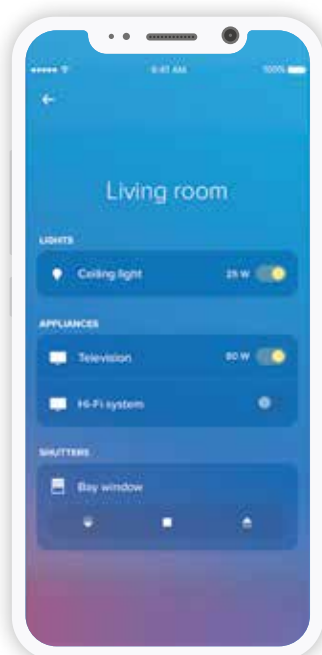 9:41 AM 100%
Living room
LIGHTS
Ceiling light 25 W
APPLIANCES
Television 80 W
Hi-Fi system
SHUTTERS
Bay window